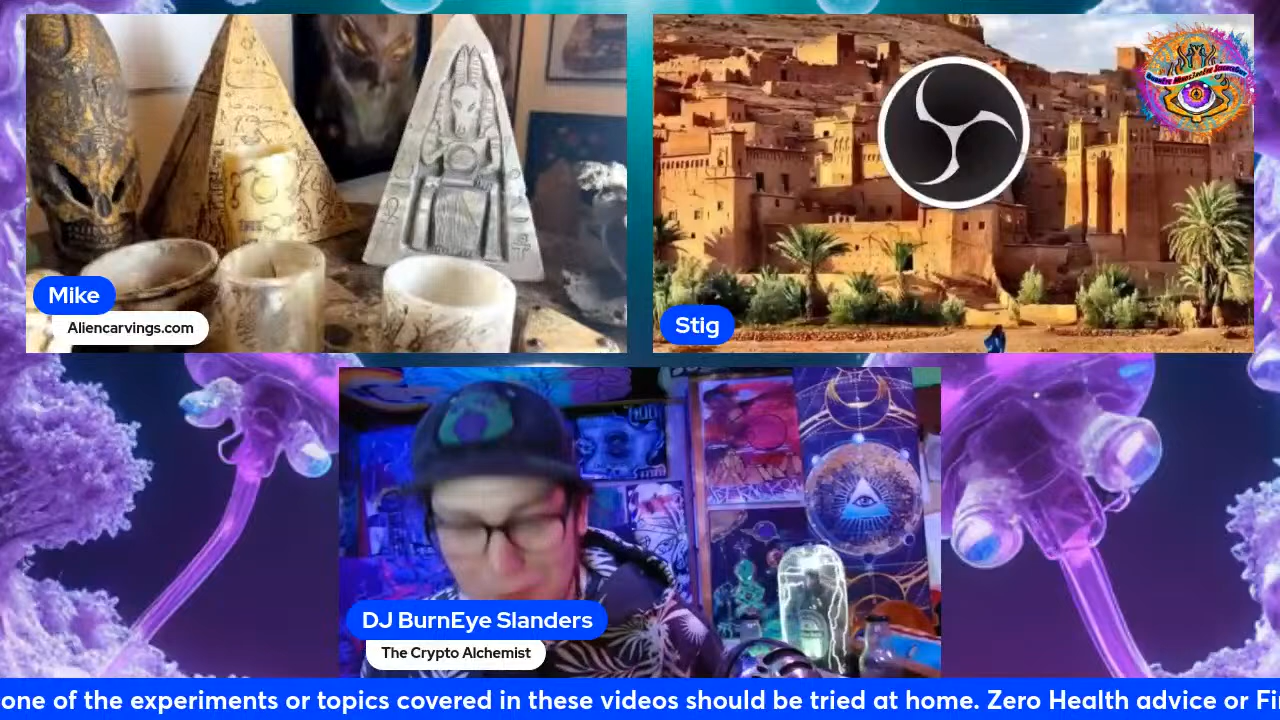 Mike
Aliencarvings.com
Stig
DJ BurnEye Slanders
The Crypto Alchemist
one of the experiments or topics covered in these videos should be tried at home. Zero Health advice or Fi